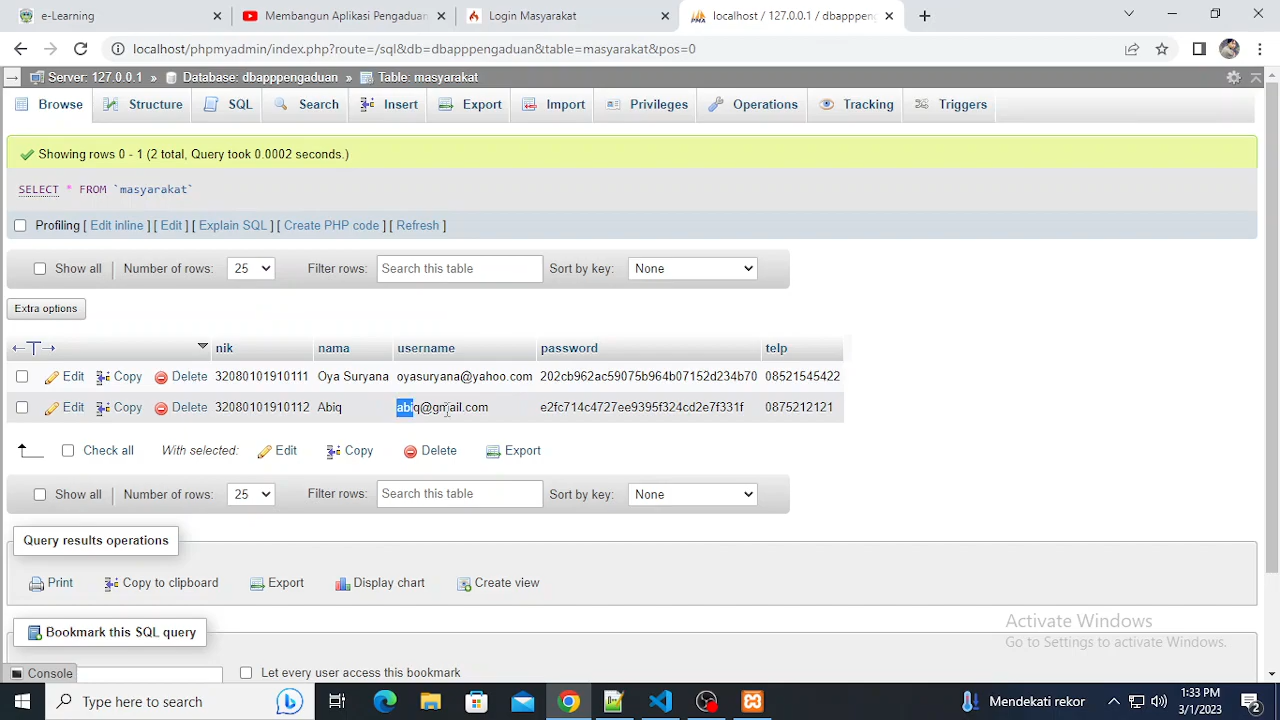 e-Learning
Membangun Aplikasi Pengaduan
Login Masyarakat
localhost / 127.0.0.1 / dbapppeng
localhost/phpmyadmin/index.php?route=/sql&db=dbapppengaduan&table=masyarakat&pos=0
Server: 127.0.0.1 » Database: dbapppengaduan » Table: masyarakat
Browse Structure SQL Search Insert Export Import Privileges Operations Tracking Triggers
Showing rows 0 - 1 (2 total, Query took 0.0002 seconds.)
SELECT * FROM `masyarakat`
Profiling [ Edit inline ] [ Edit ] [ Explain SQL ] [ Create PHP code ] [ Refresh ]
Show all Number of rows: 25 Filter rows: Search this table Sort by key: None
Extra options
nik nama username password telp
Edit Copy Delete 32080101910111 Oya Suryana oyasuryana@yahoo.com 202cb962ac59075b964b07152d234b70 08521545422
Edit Copy Delete 32080101910112 Abiq abiq@gmail.com e2fc714c4727ee9395f324cd2e7f331f 0875212121
Check all With selected: Edit Copy Delete Export
Show all Number of rows: 25 Filter rows: Search this table Sort by key: None
Query results operations
Print Copy to clipboard Export Display chart Create view
Bookmark this SQL query
Activate Windows
Go to Settings to activate Windows.
Console
Let every user access this bookmark
Type here to search
Mendekati rekor
1:33 PM
3/1/2023
2